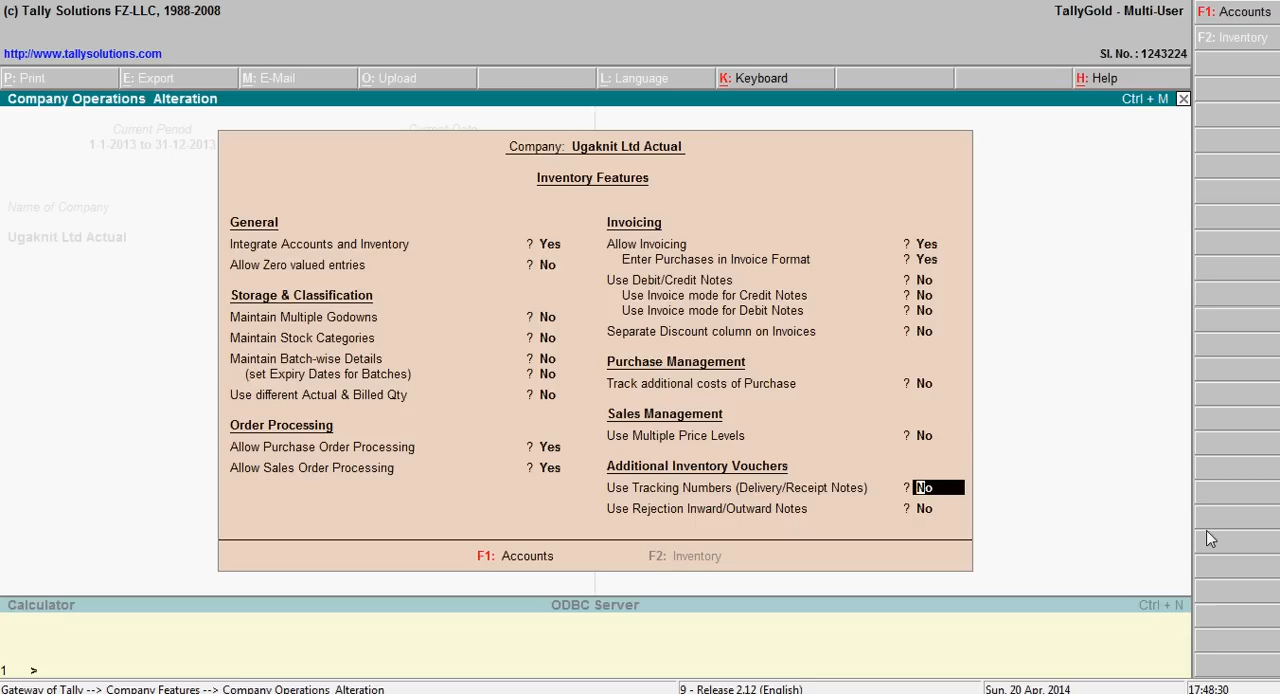 (c) Tally Solutions FZ-LLC, 1988-2008
TallyGold - Multi-User
http://www.tallysolutions.com
Sl. No. : 1243224
F1: Accounts
F2: Inventory
P: Print
E: Export
M: E-Mail
O: Upload
L: Language
K: Keyboard
H: Help
Company Operations Alteration
Ctrl + M
Current Period
Current Date
1-1-2013 to 31-12-2013
Name of Company
Ugaknit Ltd Actual
Company: Ugaknit Ltd Actual
Inventory Features
General
Integrate Accounts and Inventory ? Yes
Allow Zero valued entries ? No
Storage & Classification
Maintain Multiple Godowns ? No
Maintain Stock Categories ? No
Maintain Batch-wise Details ? No
(set Expiry Dates for Batches) ? No
Use different Actual & Billed Qty ? No
Order Processing
Allow Purchase Order Processing ? Yes
Allow Sales Order Processing ? Yes
Invoicing
Allow Invoicing ? Yes
Enter Purchases in Invoice Format ? Yes
Use Debit/Credit Notes ? No
Use Invoice mode for Credit Notes ? No
Use Invoice mode for Debit Notes ? No
Separate Discount column on Invoices ? No
Purchase Management
Track additional costs of Purchase ? No
Sales Management
Use Multiple Price Levels ? No
Additional Inventory Vouchers
Use Tracking Numbers (Delivery/Receipt Notes) ? No
Use Rejection Inward/Outward Notes ? No
F1: Accounts
F2: Inventory
Calculator
ODBC Server
Ctrl + N
1 >
Gateway of Tally --> Company Features --> Company Operations Alteration
9 - Release 2.12 (English)
Sun, 20 Apr, 2014
17:48:30